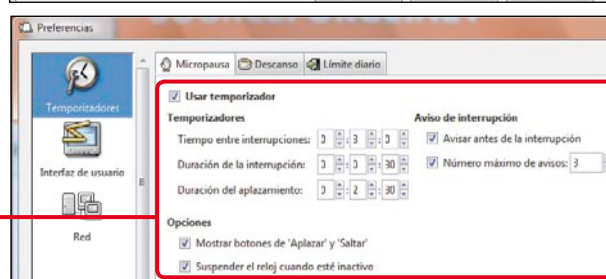 Preferencias
Temporizadores
Interfaz de usuario
Red
Micropausa Descanso Límite diario
Usar temporizador
Temporizadores
Tiempo entre interrupciones: 0 : 3 : 0
Duración de la interrupción: 0 : 0 : 30
Duración del aplazamiento: 0 : 2 : 30
Aviso de interrupción
Avisar antes de la interrupción
Número máximo de avisos: 3
Opciones
Mostrar botones de 'Aplazar' y 'Saltar'
Suspender el reloj cuando esté inactivo